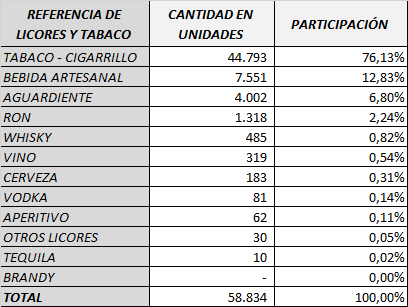 REFERENCIA DE LICORES Y TABACO CANTIDAD EN UNIDADES PARTICIPACIÓN
TABACO - CIGARRILLO 44.793 76,13%
BEBIDA ARTESANAL 7.551 12,83%
AGUARDIENTE 4.002 6,80%
RON 1.318 2,24%
WHISKY 485 0,82%
VINO 319 0,54%
CERVEZA 183 0,31%
VODKA 81 0,14%
APERITIVO 62 0,11%
OTROS LICORES 30 0,05%
TEQUILA 10 0,02%
BRANDY - 0,00%
TOTAL 58.834 100,00%